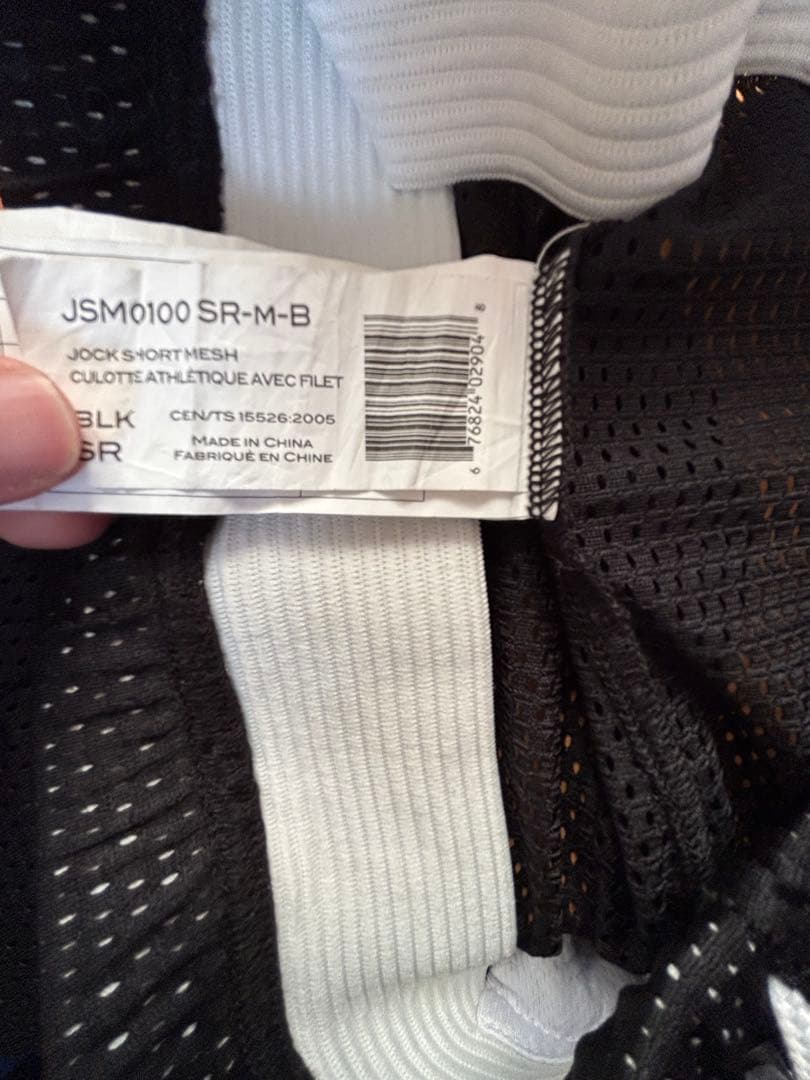 JSM0100 SR-M-B
JOCK SHORT MESH
CULOTTE ATHLÉTIQUE AVEC FILET
BLK
CEN/TS 15526:2005
SR
MADE IN CHINA
FABRIQUÉ EN CHINE
6 76824 02904 8